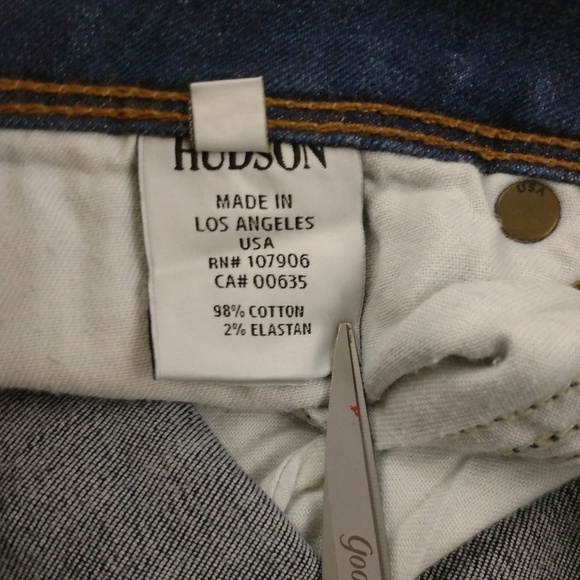 HUDSON
MADE IN
LOS ANGELES
USA
RN# 107906
CA# 00635
98% COTTON
2% ELASTAN
USA